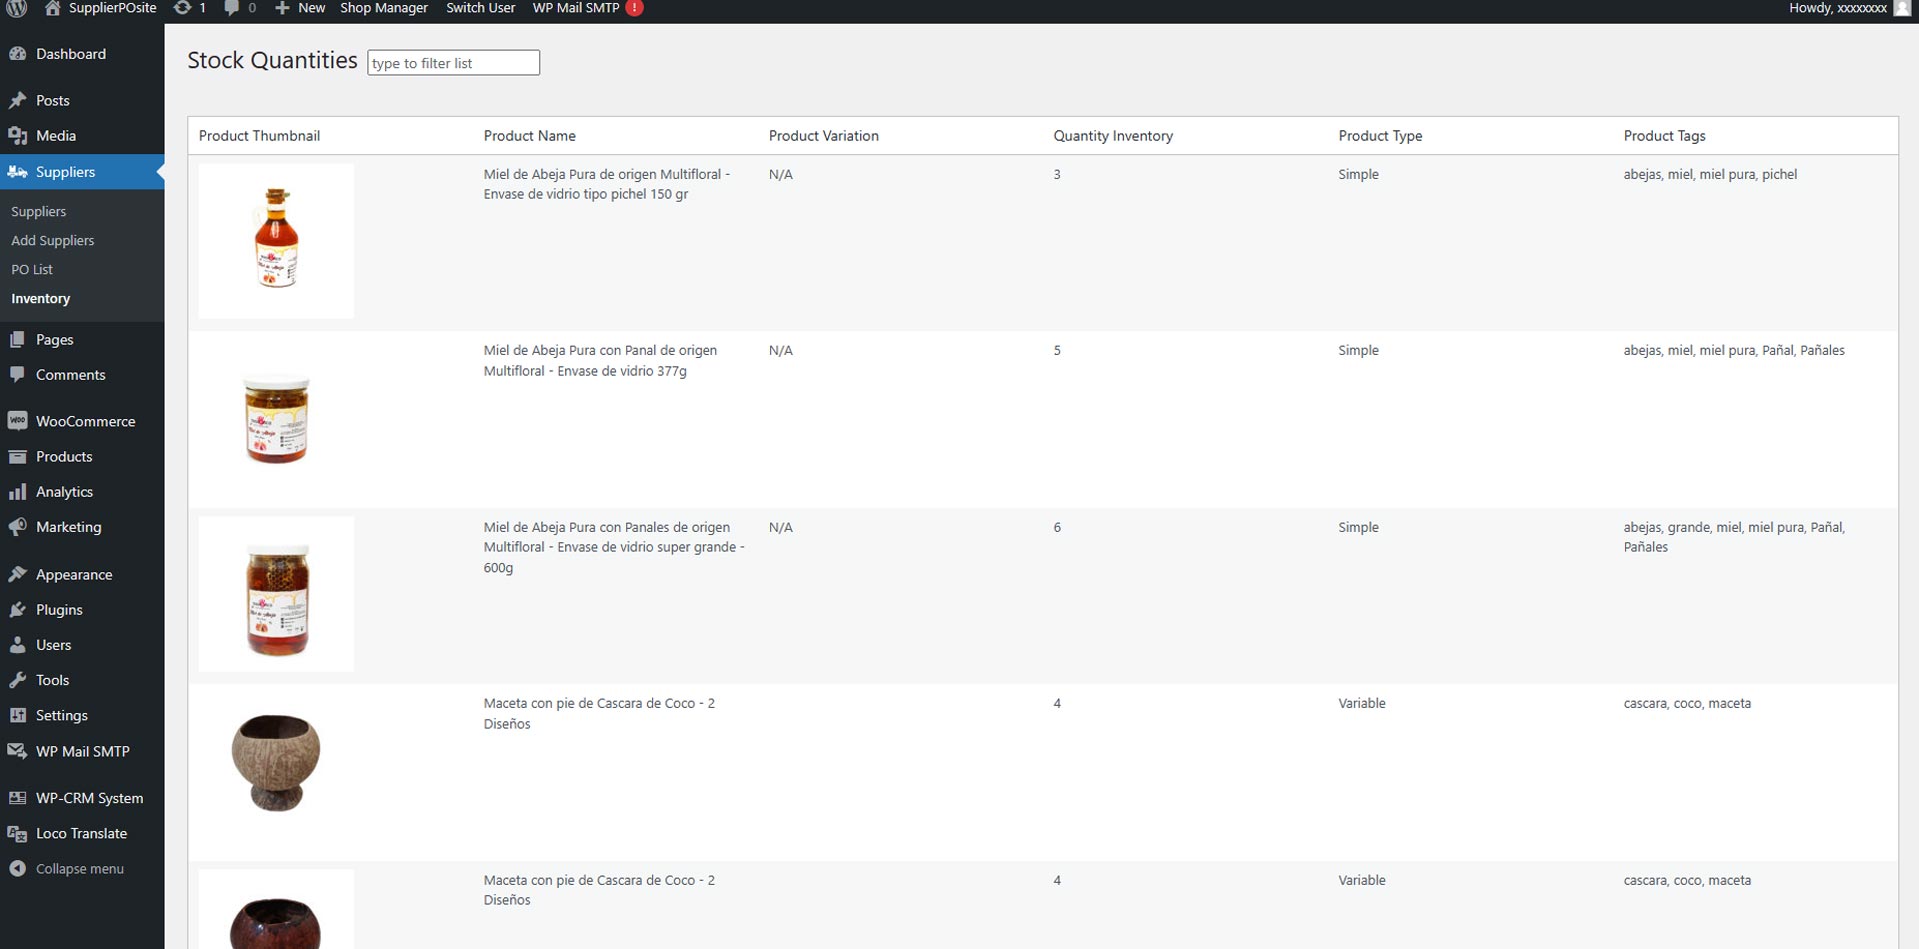 SupplierPOsite 1 0 New Shop Manager Switch User WP Mail SMTP ! Howdy, xxxxxxxx
Dashboard
Posts
Media
Suppliers
Suppliers
Add Suppliers
PO List
Inventory
Pages
Comments
WooCommerce
Products
Analytics
Marketing
Appearance
Plugins
Users
Tools
Settings
WP Mail SMTP
WP-CRM System
Loco Translate
Collapse menu
Stock Quantities type to filter list
Product Thumbnail Product Name Product Variation Quantity Inventory Product Type Product Tags
Miel de Abeja Pura de origen Multifloral - N/A 3 Simple abejas, miel, miel pura, pichel
Envase de vidrio tipo pichel 150 gr
Miel de Abeja Pura con Panal de origen N/A 5 Simple abejas, miel, miel pura, Pañal, Pañales
Multifloral - Envase de vidrio 377g
Miel de Abeja Pura con Panales de origen N/A 6 Simple abejas, grande, miel, miel pura, Pañal,
Multifloral - Envase de vidrio super grande - Pañales
600g
Maceta con pie de Cascara de Coco - 2 4 Variable cascara, coco, maceta
Diseños
Maceta con pie de Cascara de Coco - 2 4 Variable cascara, coco, maceta
Diseños